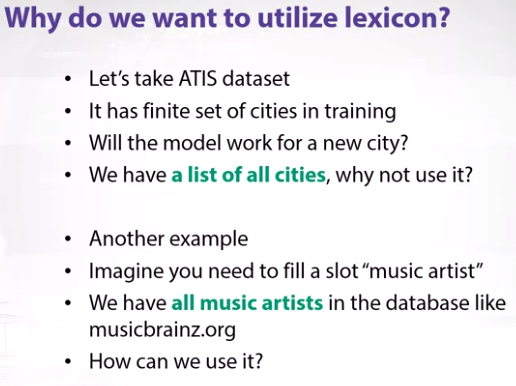 Why do we want to utilize lexicon?
• Let's take ATIS dataset
• It has finite set of cities in training
• Will the model work for a new city?
• We have a list of all cities, why not use it?
• Another example
• Imagine you need to fill a slot “music artist”
• We have all music artists in the database like
musicbrainz.org
• How can we use it?